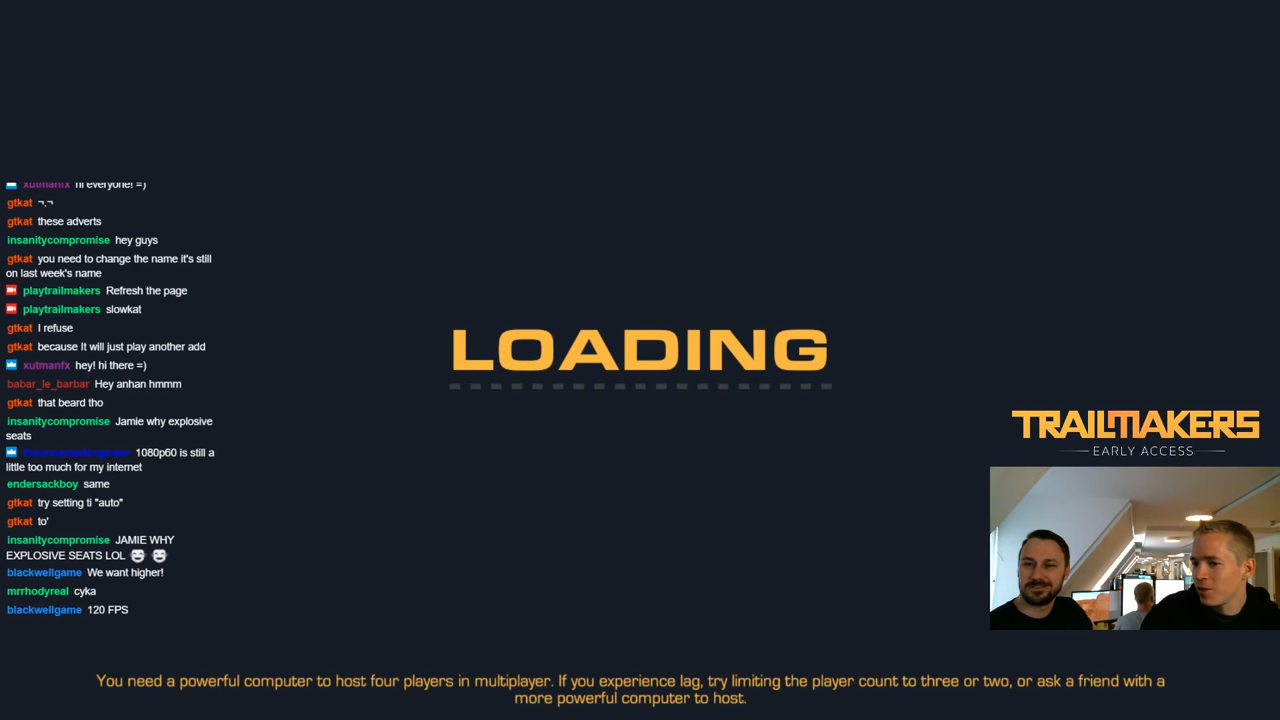 xutmanfx hi everyone! =)
gtkat ¬.¬
gtkat these adverts
insanitycompromise hey guys
gtkat you need to change the name it's still
on last week's name
playtrailmakers Refresh the page
playtrailmakers slowkat
gtkat I refuse
gtkat because It will just play another add
xutmanfx hey! hi there =)
babar_le_barbar Hey anhan hmmm
gtkat that beard tho
insanitycompromise Jamie why explosive
seats
1080p60 is still a
little too much for my internet
endersackboy same
gtkat try setting ti "auto"
gtkat to'
insanitycompromise JAMIE WHY
EXPLOSIVE SEATS LOL
blackwellgame We want higher!
mrrhodyreal cyka
blackwellgame 120 FPS
LOADING
TRAILMAKERS
EARLY ACCESS
You need a powerful computer to host four players in multiplayer. If you experience lag, try limiting the player count to three or two, or ask a friend with a
more powerful computer to host.